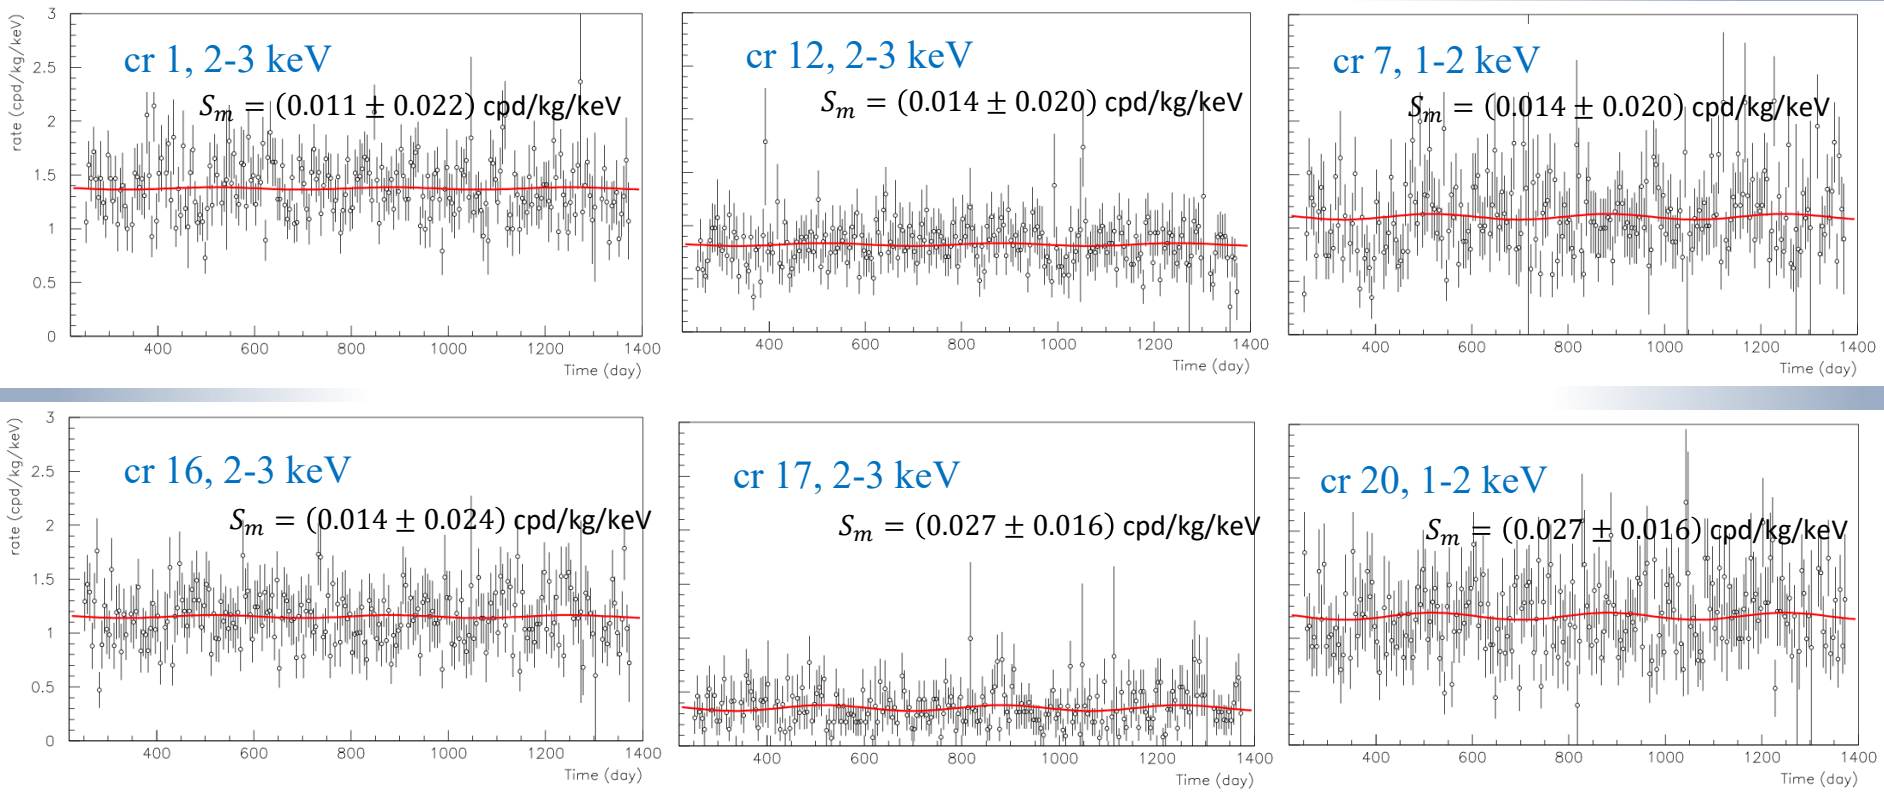 rate (cpd/kg/keV)
3
2.5
2
1.5
1
0.5
0
cr 1, 2-3 keV
S_m = (0.011 ± 0.022) cpd/kg/keV
400 600 800 1000 1200 1400
Time (day)
cr 12, 2-3 keV
S_m = (0.014 ± 0.020) cpd/kg/keV
400 600 800 1000 1200 1400
Time (day)
cr 7, 1-2 keV
S_m = (0.014 ± 0.020) cpd/kg/keV
400 600 800 1000 1200 1400
Time (day)
rate (cpd/kg/keV)
3
2.5
2
1.5
1
0.5
0
cr 16, 2-3 keV
S_m = (0.014 ± 0.024) cpd/kg/keV
400 600 800 1000 1200 1400
Time (day)
cr 17, 2-3 keV
S_m = (0.027 ± 0.016) cpd/kg/keV
400 600 800 1000 1200 1400
Time (day)
cr 20, 1-2 keV
S_m = (0.027 ± 0.016) cpd/kg/keV
400 600 800 1000 1200 1400
Time (day)